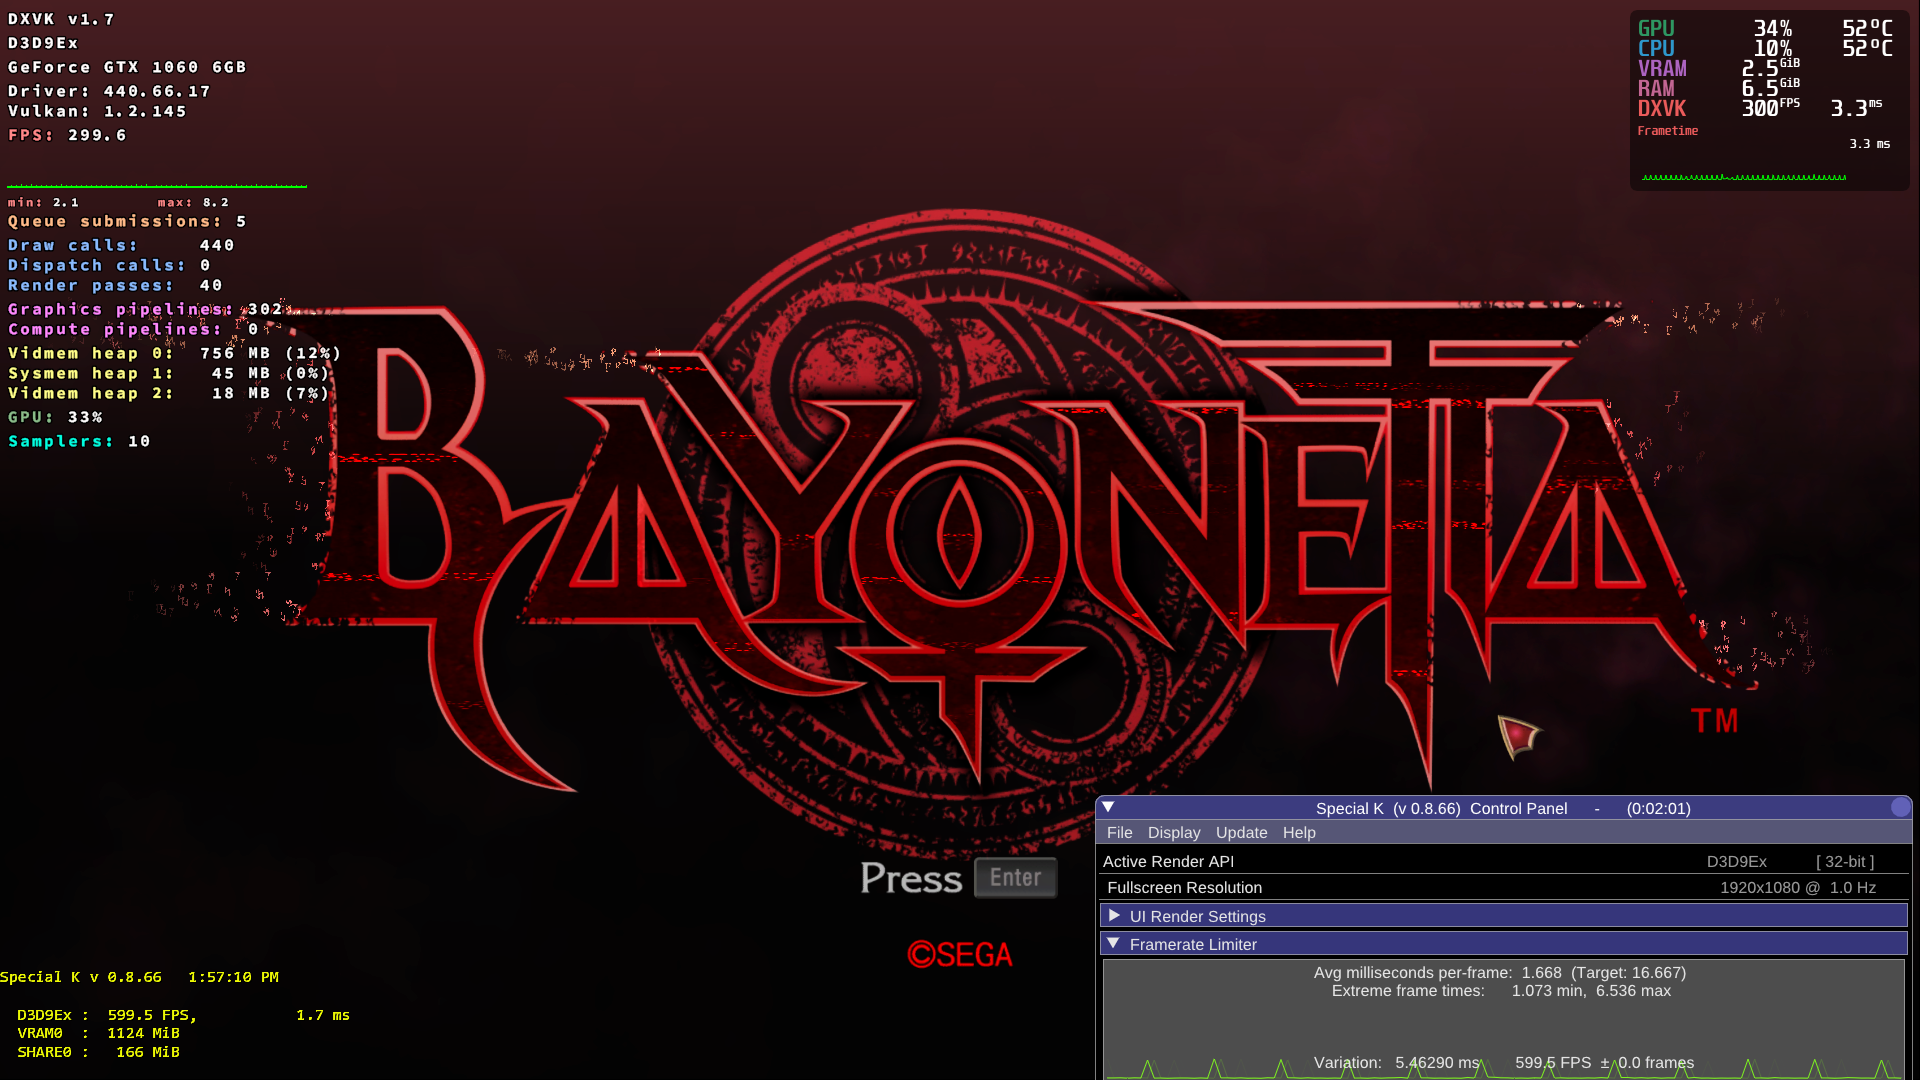 DXVK v1.7
D3D9Ex
GeForce GTX 1060 6GB
Driver: 440.66.17
Vulkan: 1.2.145
FPS: 299.6
min: 2.1 max: 8.2
Queue submissions: 5
Draw calls: 440
Dispatch calls: 0
Render passes: 40
Graphics pipelines: 302
Compute pipelines: 0
Vidmem heap 0: 756 MB (12%)
Sysmem heap 1: 45 MB (0%)
Vidmem heap 2: 18 MB (7%)
GPU: 33%
Samplers: 10
GPU 34% 52°C
CPU 10% 52°C
VRAM 2.5GiB
RAM 6.5GiB
DXVK 300FPS 3.3ms
Frametime
3.3 ms
BAYONETTA
TM
Press Enter
©SEGA
Special K v 0.8.66 1:57:10 PM
D3D9Ex : 599.5 FPS, 1.7 ms
VRAM0 : 1124 MiB
SHARE0 : 166 MiB
Special K (v 0.8.66) Control Panel - (0:02:01)
File Display Update Help
Active Render API D3D9Ex [ 32-bit ]
Fullscreen Resolution 1920x1080 @ 1.0 Hz
UI Render Settings
Framerate Limiter
Avg milliseconds per-frame: 1.668 (Target: 16.667)
Extreme frame times: 1.073 min, 6.536 max
Variation: 5.46290 ms 599.5 FPS ± 0.0 frames